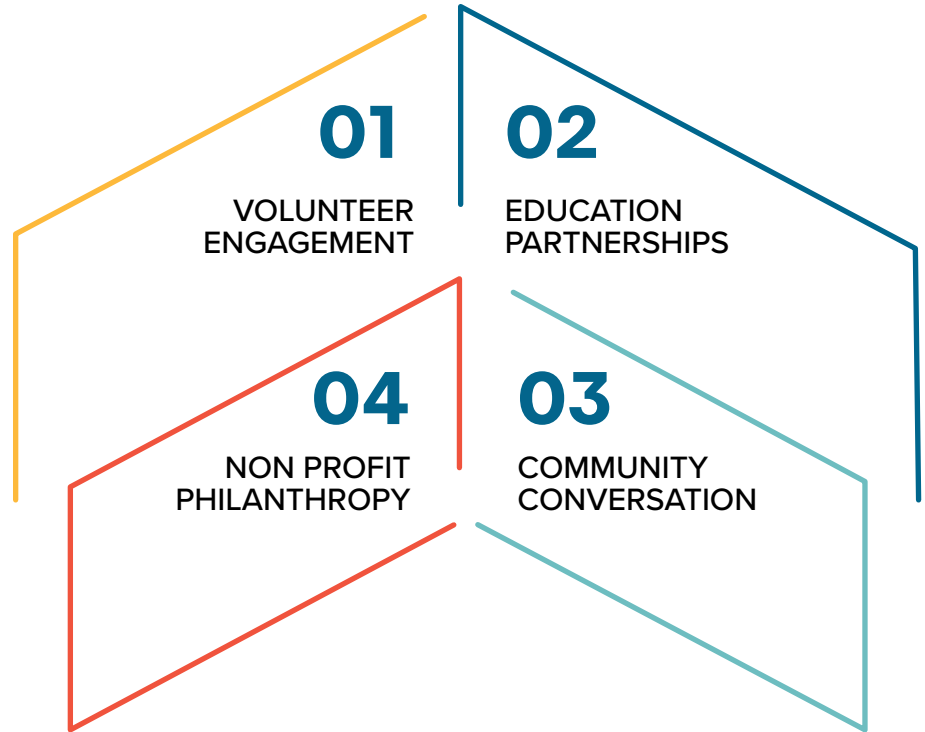 01
VOLUNTEER
ENGAGEMENT
02
EDUCATION
PARTNERSHIPS
04
NON PROFIT
PHILANTHROPY
03
COMMUNITY
CONVERSATION